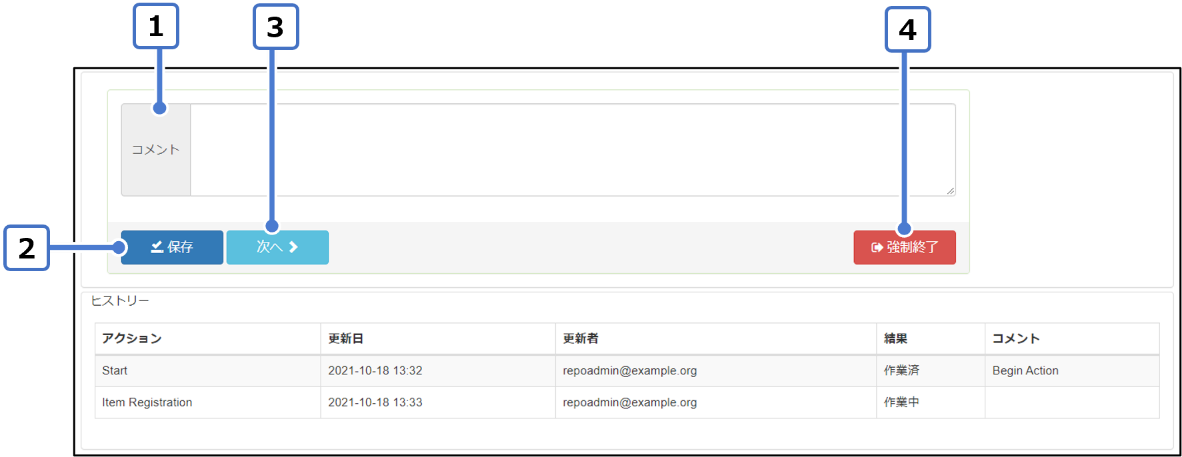 1 3 4
コメント
2 保存 次へ 強制終了
ヒストリー
アクション 更新日 更新者 結果 コメント
Start 2021-10-18 13:32 repoadmin@example.org 作業済 Begin Action
Item Registration 2021-10-18 13:33 repoadmin@example.org 作業中